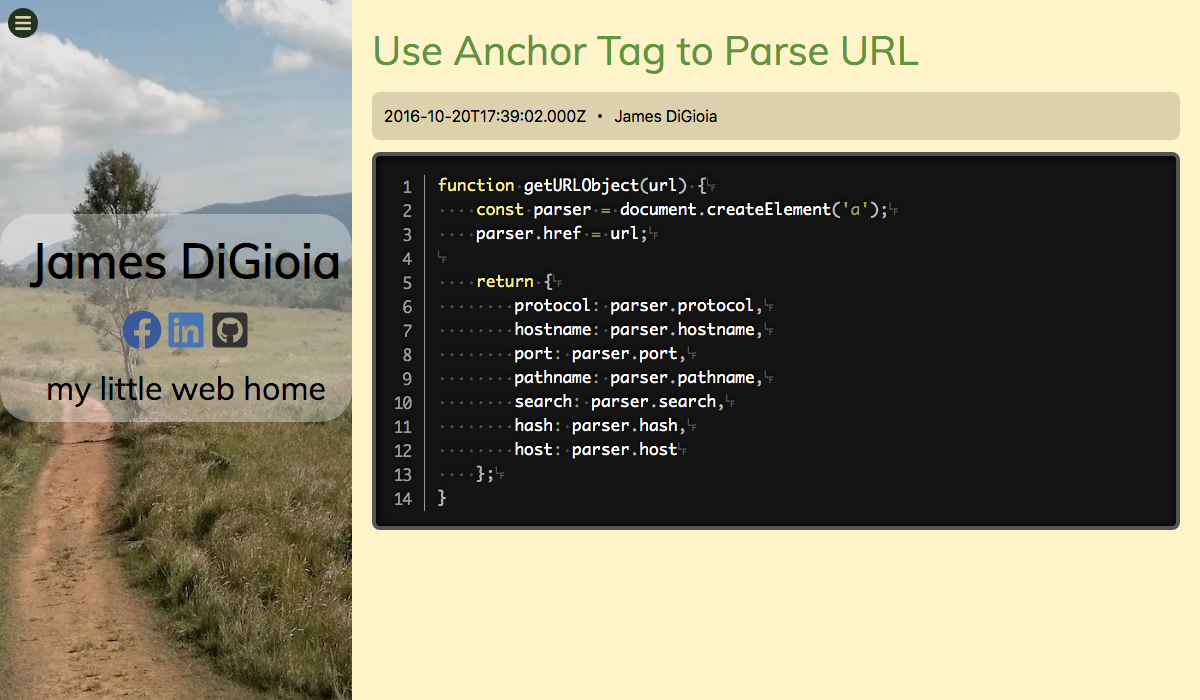 James DiGioia
my little web home
Use Anchor Tag to Parse URL
2016-10-20T17:39:02.000Z • James DiGioia
1 function getURLObject(url) {
2     const parser = document.createElement('a');
3     parser.href = url;
4
5     return {
6         protocol: parser.protocol,
7         hostname: parser.hostname,
8         port: parser.port,
9         pathname: parser.pathname,
10         search: parser.search,
11         hash: parser.hash,
12         host: parser.host
13     };
14 }